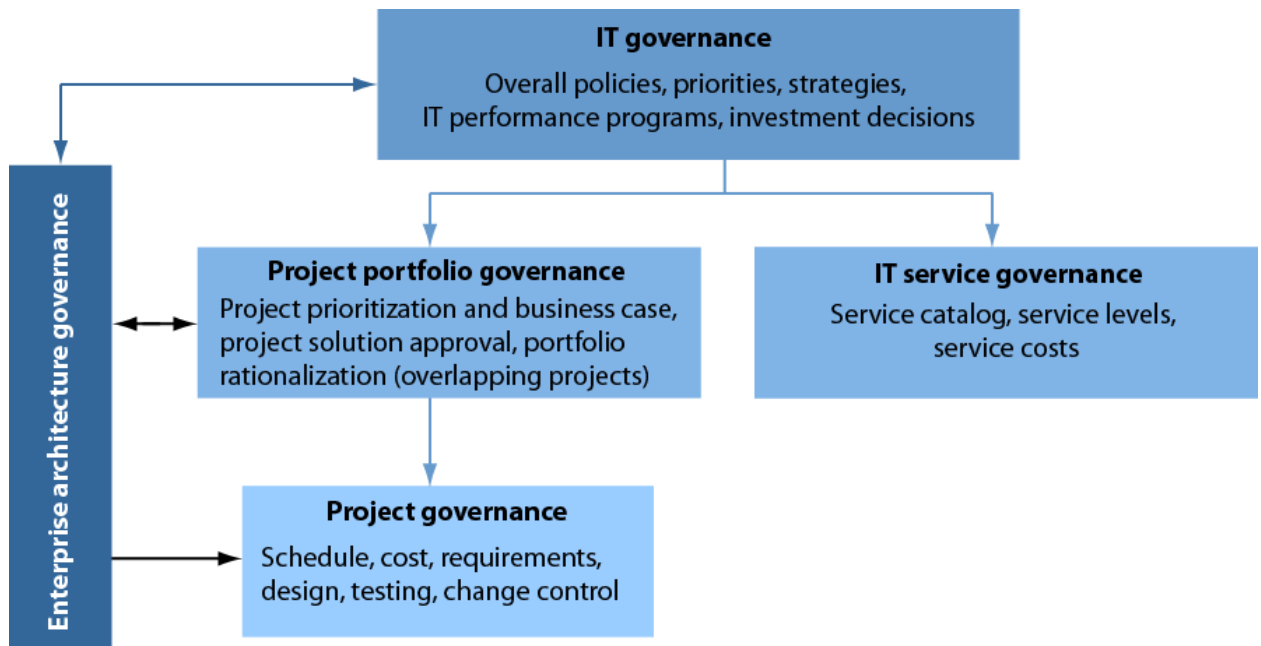 IT governance
Overall policies, priorities, strategies,
IT performance programs, investment decisions
Enterprise architecture governance
Project portfolio governance
Project prioritization and business case,
project solution approval, portfolio
rationalization (overlapping projects)
IT service governance
Service catalog, service levels,
service costs
Project governance
Schedule, cost, requirements,
design, testing, change control